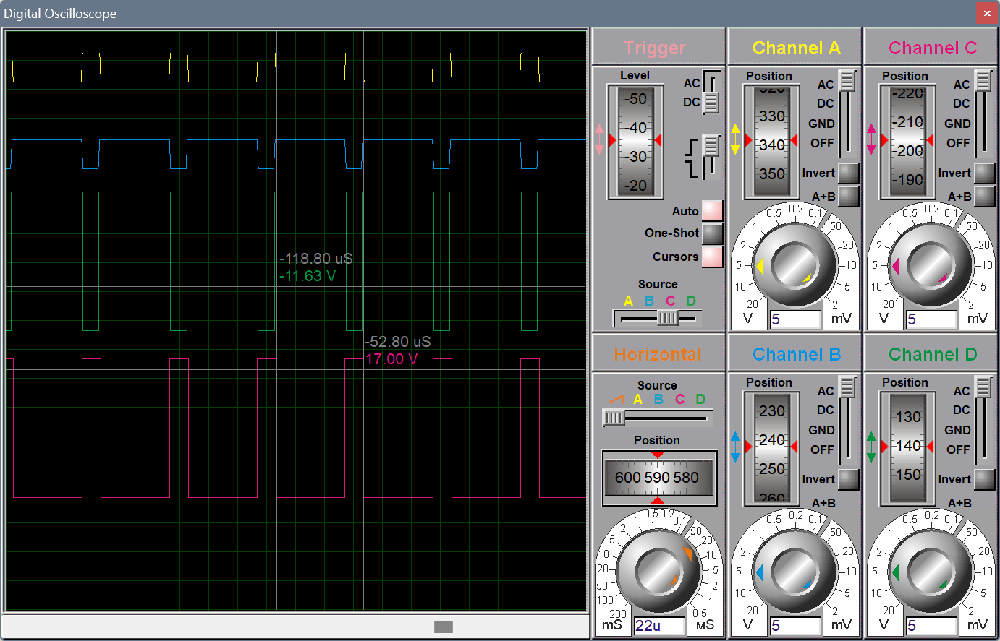 Digital Oscilloscope
-118.80 uS
-11.63 V
-52.80 uS
17.00 V
Trigger
Level
-50
-40
-30
-20
AC
DC
Auto
One-Shot
Cursors
Source
A B C D
Channel A
Position
320
330
340
350
AC
DC
GND
OFF
Invert
A+B
20 10 5 2 1 0.5 0.2 0.1 50 20 10 5 2
V 5 mV
Channel C
Position
-220
-210
-200
-190
AC
DC
GND
OFF
Invert
A+B
20 10 5 2 1 0.5 0.2 0.1 50 20 10 5 2
V 5 mV
Horizontal
Source
A B C D
Position
600 590 580
200 100 50 20 10 5 2 1 0.5 0.2 0.1 50 20 10 5 2 1 0.5
mS 22u мS
Channel B
Position
230
240
250
260
AC
DC
GND
OFF
Invert
A+B
20 10 5 2 1 0.5 0.2 0.1 50 20 10 5 2
V 5 mV
Channel D
Position
130
140
150
AC
DC
GND
OFF
Invert
A+B
20 10 5 2 1 0.5 0.2 0.1 50 20 10 5 2
V 5 mV